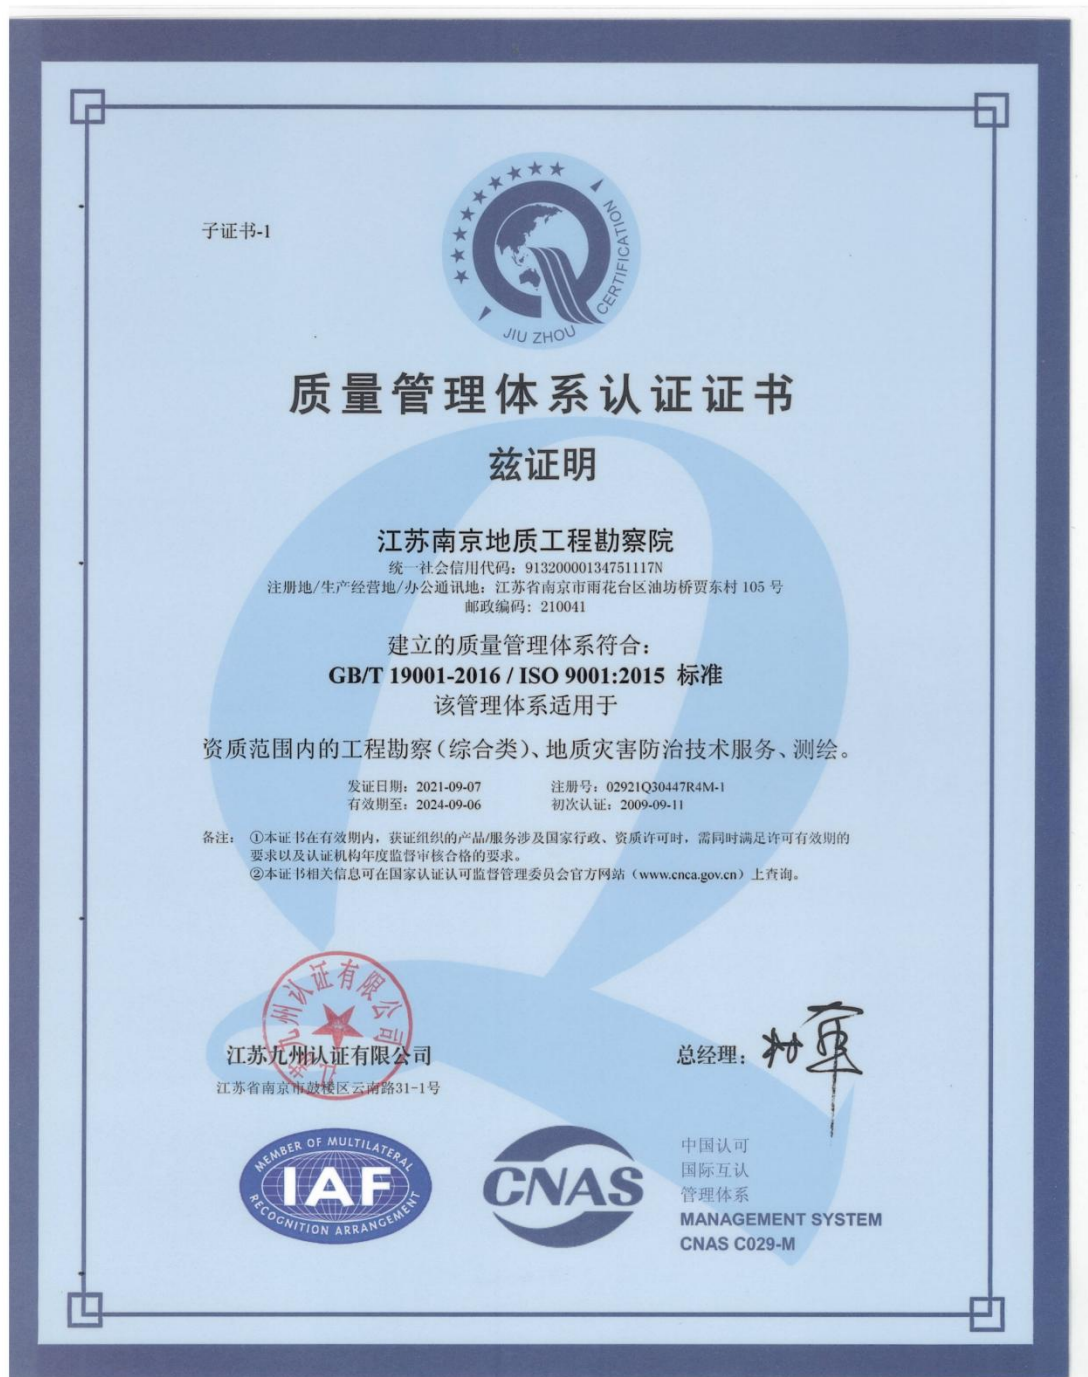 子证书-1
JIU ZHOU CERTIFICATION
质量管理体系认证证书
兹证明
江苏南京地质工程勘察院
统一社会信用代码：91320000134751117N
注册地/生产经营地/办公通讯地：江苏省南京市雨花台区油坊桥贾东村 105 号
邮政编码：210041
建立的质量管理体系符合：
GB/T 19001-2016 / ISO 9001:2015 标准
该管理体系适用于
资质范围内的工程勘察（综合类）、地质灾害防治技术服务、测绘。
发证日期：2021-09-07 注册号：02921Q30447R4M-1
有效期至：2024-09-06 初次认证：2009-09-11
备注： ①本证书在有效期内，获证组织的产品/服务涉及国家行政、资质许可时，需同时满足许可有效期的
要求以及认证机构年度监督审核合格的要求。
②本证书相关信息可在国家认证认可监督管理委员会官方网站（www.cnca.gov.cn）上查询。
江苏九州认证有限公司
江苏九州认证有限公司 总经理：
江苏省南京市鼓楼区云南路31-1号
MEMBER OF MULTILATERAL
IAF
RECOGNITION ARRANGEMENT
CNAS
中国认可
国际互认
管理体系
MANAGEMENT SYSTEM
CNAS C029-M